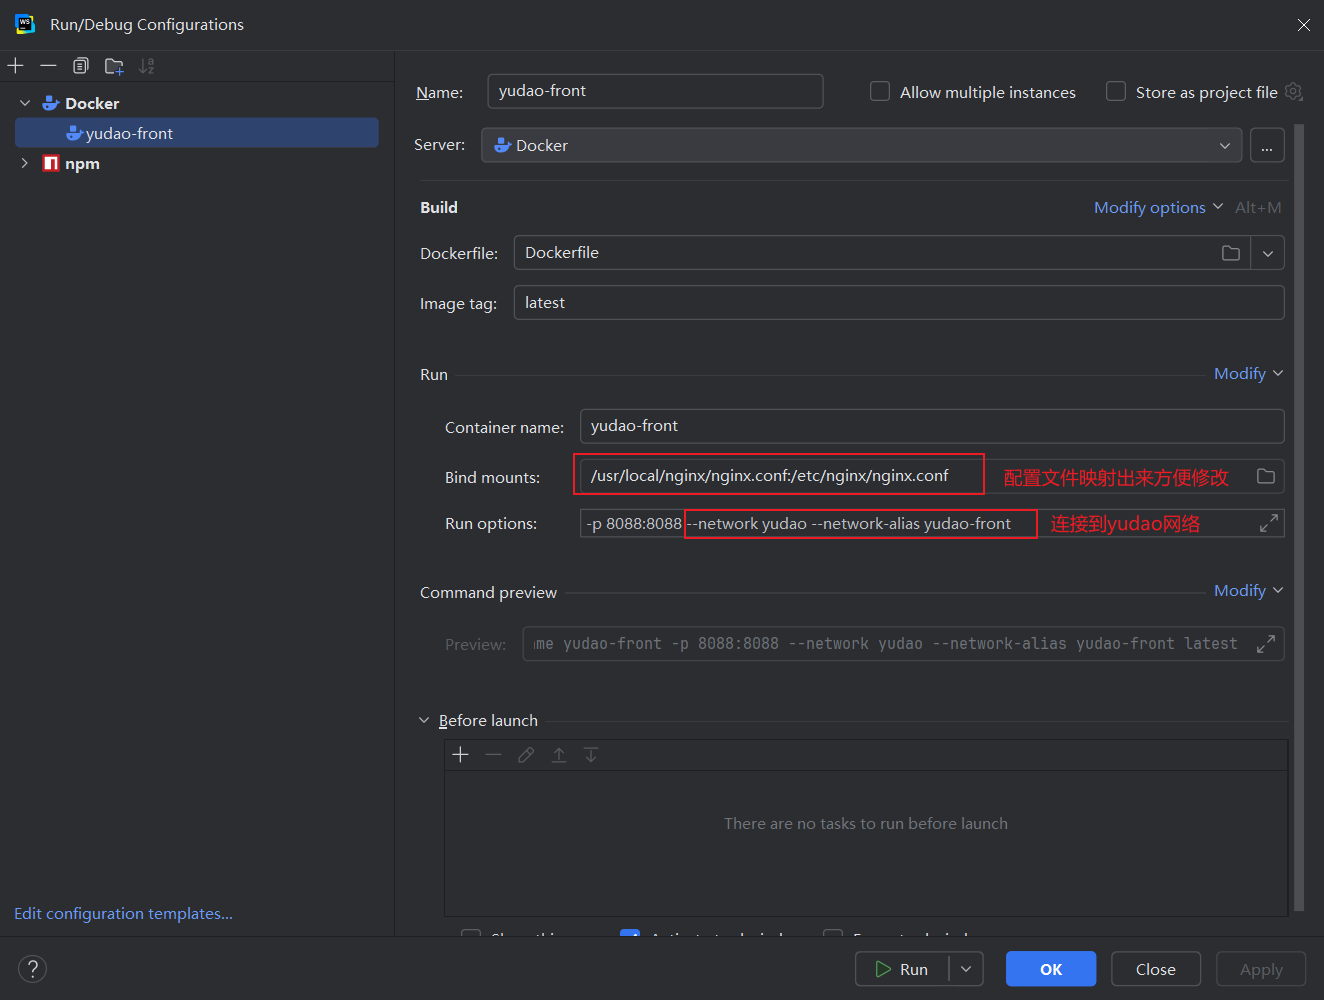 Run/Debug Configurations
Docker
yudao-front
npm
Edit configuration templates...
Name: yudao-front Allow multiple instances Store as project file
Server: Docker ...
Build Modify options Alt+M
Dockerfile: Dockerfile
Image tag: latest
Run Modify
Container name: yudao-front
Bind mounts: /usr/local/nginx/nginx.conf:/etc/nginx/nginx.conf 配置文件映射出来方便修改
Run options: -p 8088:8088 --network yudao --network-alias yudao-front 连接到yudao网络
Command preview Modify
Preview: me yudao-front -p 8088:8088 --network yudao --network-alias yudao-front latest
Before launch
There are no tasks to run before launch
? Run OK Close Apply